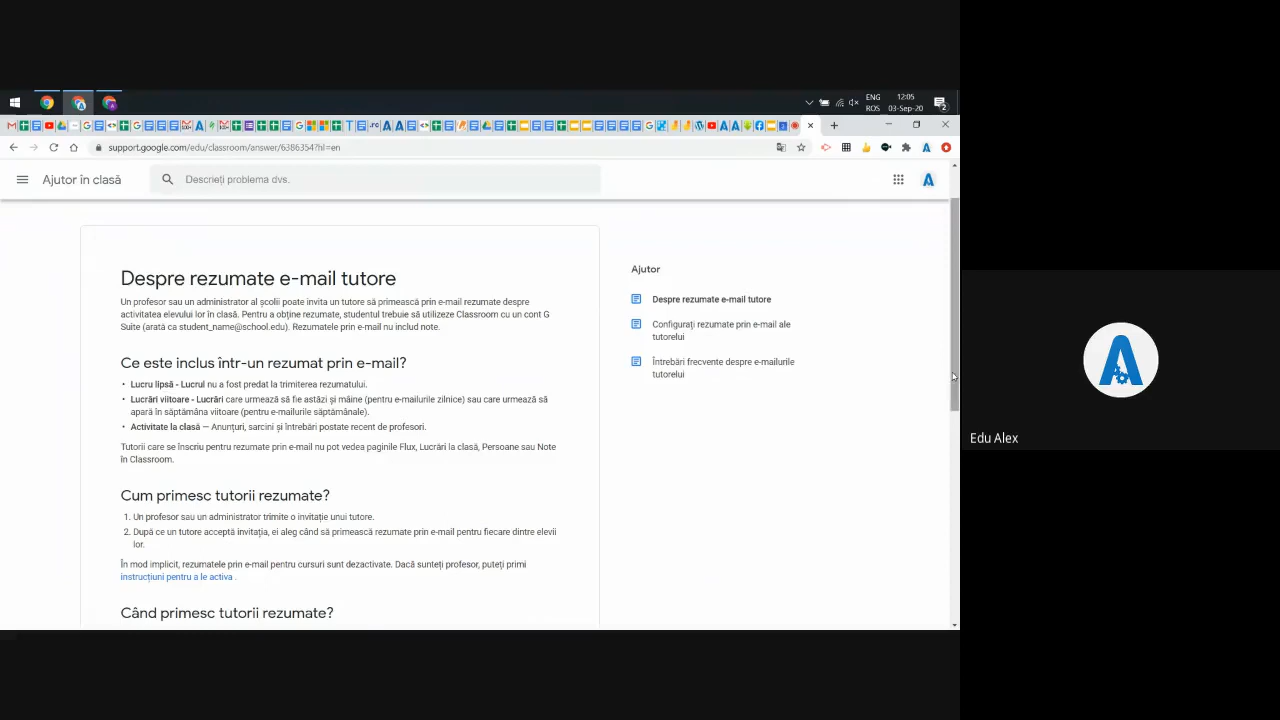 ENG
ROS
12:05
03-Sep-20
2
support.google.com/edu/classroom/answer/6386354?hl=en
Ajutor în clasă
Descrieți problema dvs.
Despre rezumate e-mail tutore
Un profesor sau un administrator al școlii poate invita un tutore să primească prin e-mail rezumate despre
activitatea elevului lor în clasă. Pentru a obține rezumate, studentul trebuie să utilizeze Classroom cu un cont G
Suite (arată ca student_name@school.edu). Rezumatele prin e-mail nu includ note.
Ce este inclus într-un rezumat prin e-mail?
• Lucru lipsă - Lucrul nu a fost predat la trimiterea rezumatului.
• Lucrări viitoare - Lucrări care urmează să fie astăzi și mâine (pentru e-mailurile zilnice) sau care urmează să
apară în săptămâna viitoare (pentru e-mailurile săptămânale).
• Activitate la clasă — Anunțuri, sarcini și întrebări postate recent de profesori.
Tutorii care se înscriu pentru rezumate prin e-mail nu pot vedea paginile Flux, Lucrări la clasă, Persoane sau Note
în Classroom.
Cum primesc tutorii rezumate?
1. Un profesor sau un administrator trimite o invitație unui tutore.
2. După ce un tutore acceptă invitația, ei aleg când să primească rezumate prin e-mail pentru fiecare dintre elevii
lor.
În mod implicit, rezumatele prin e-mail pentru cursuri sunt dezactivate. Dacă sunteți profesor, puteți primi
instrucțiuni pentru a le activa .
Când primesc tutorii rezumate?
Ajutor
Despre rezumate e-mail tutore
Configurați rezumate prin e-mail ale
tutorelui
Întrebări frecvente despre e-mailurile
tutorelui
Edu Alex